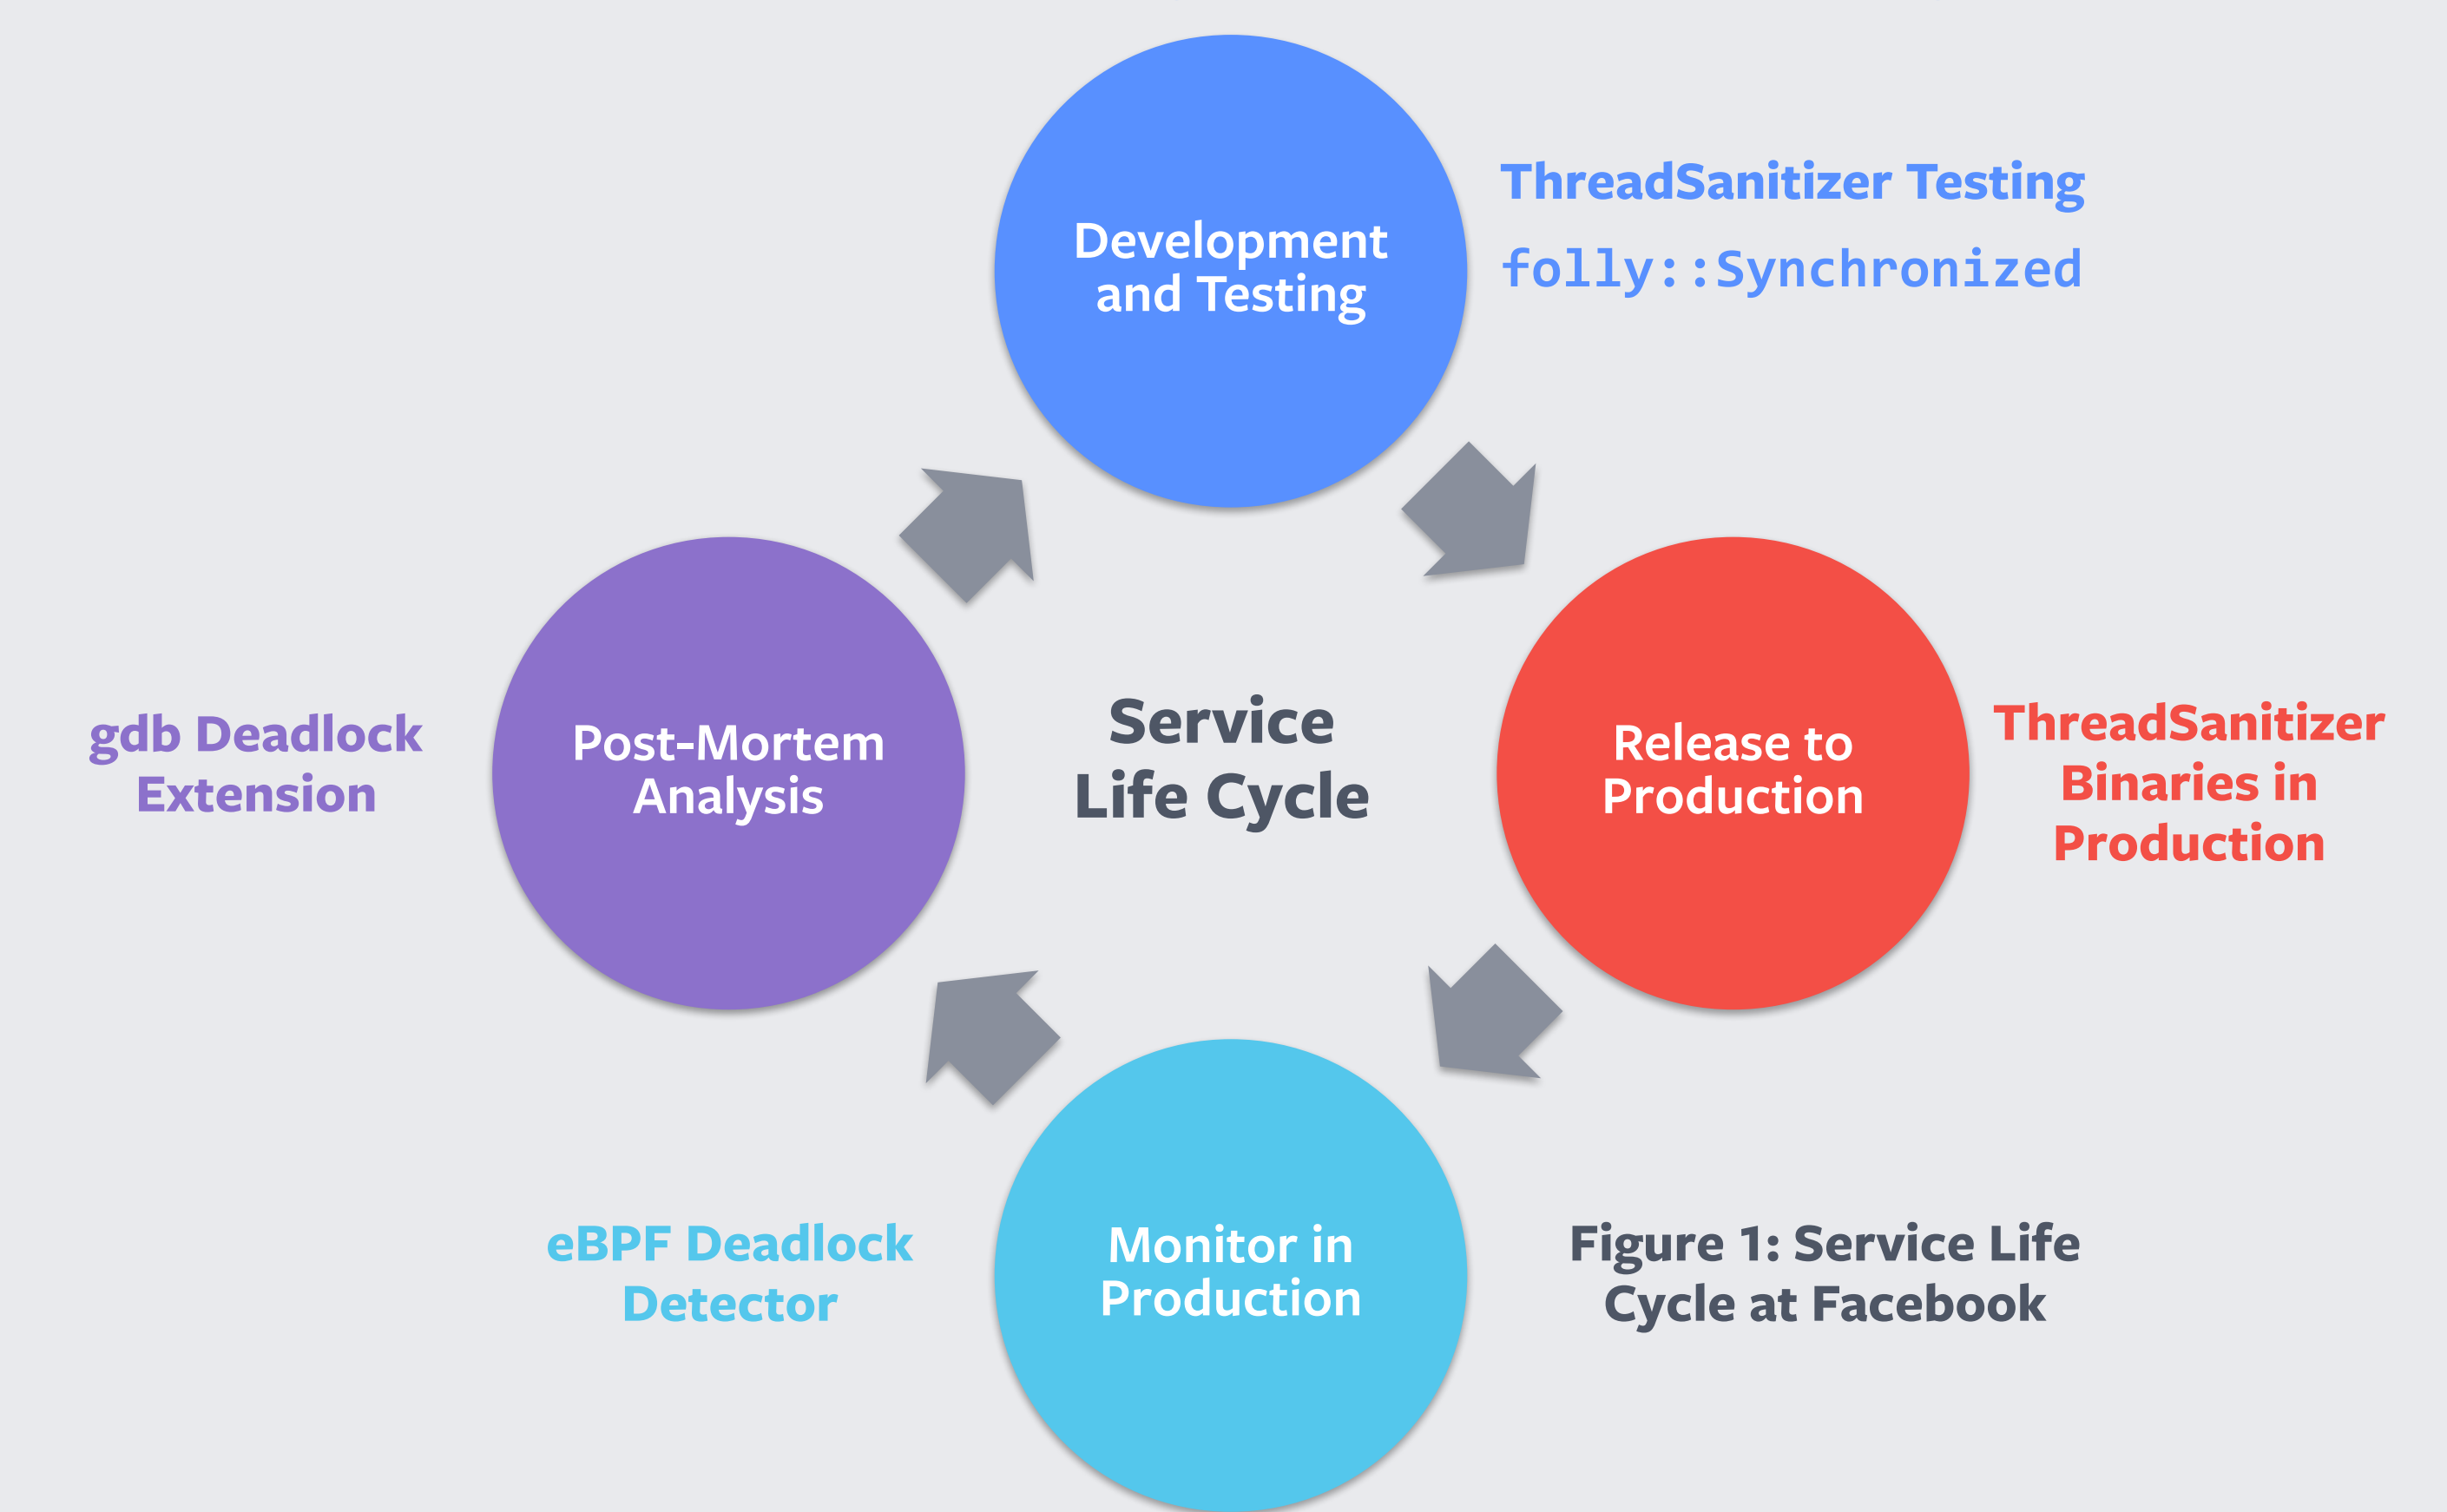 Development
and Testing
ThreadSanitizer Testing
folly::Synchronized
Service
Life Cycle
Release to
Production
TheadSanitizer
Binaries in
Production
Monitor in
Production
eBPF Deadlock
Detector
Post-Mortem
Analysis
gdb Deadlock
Extension
Figure 1: Service Life
Cycle at Facebook